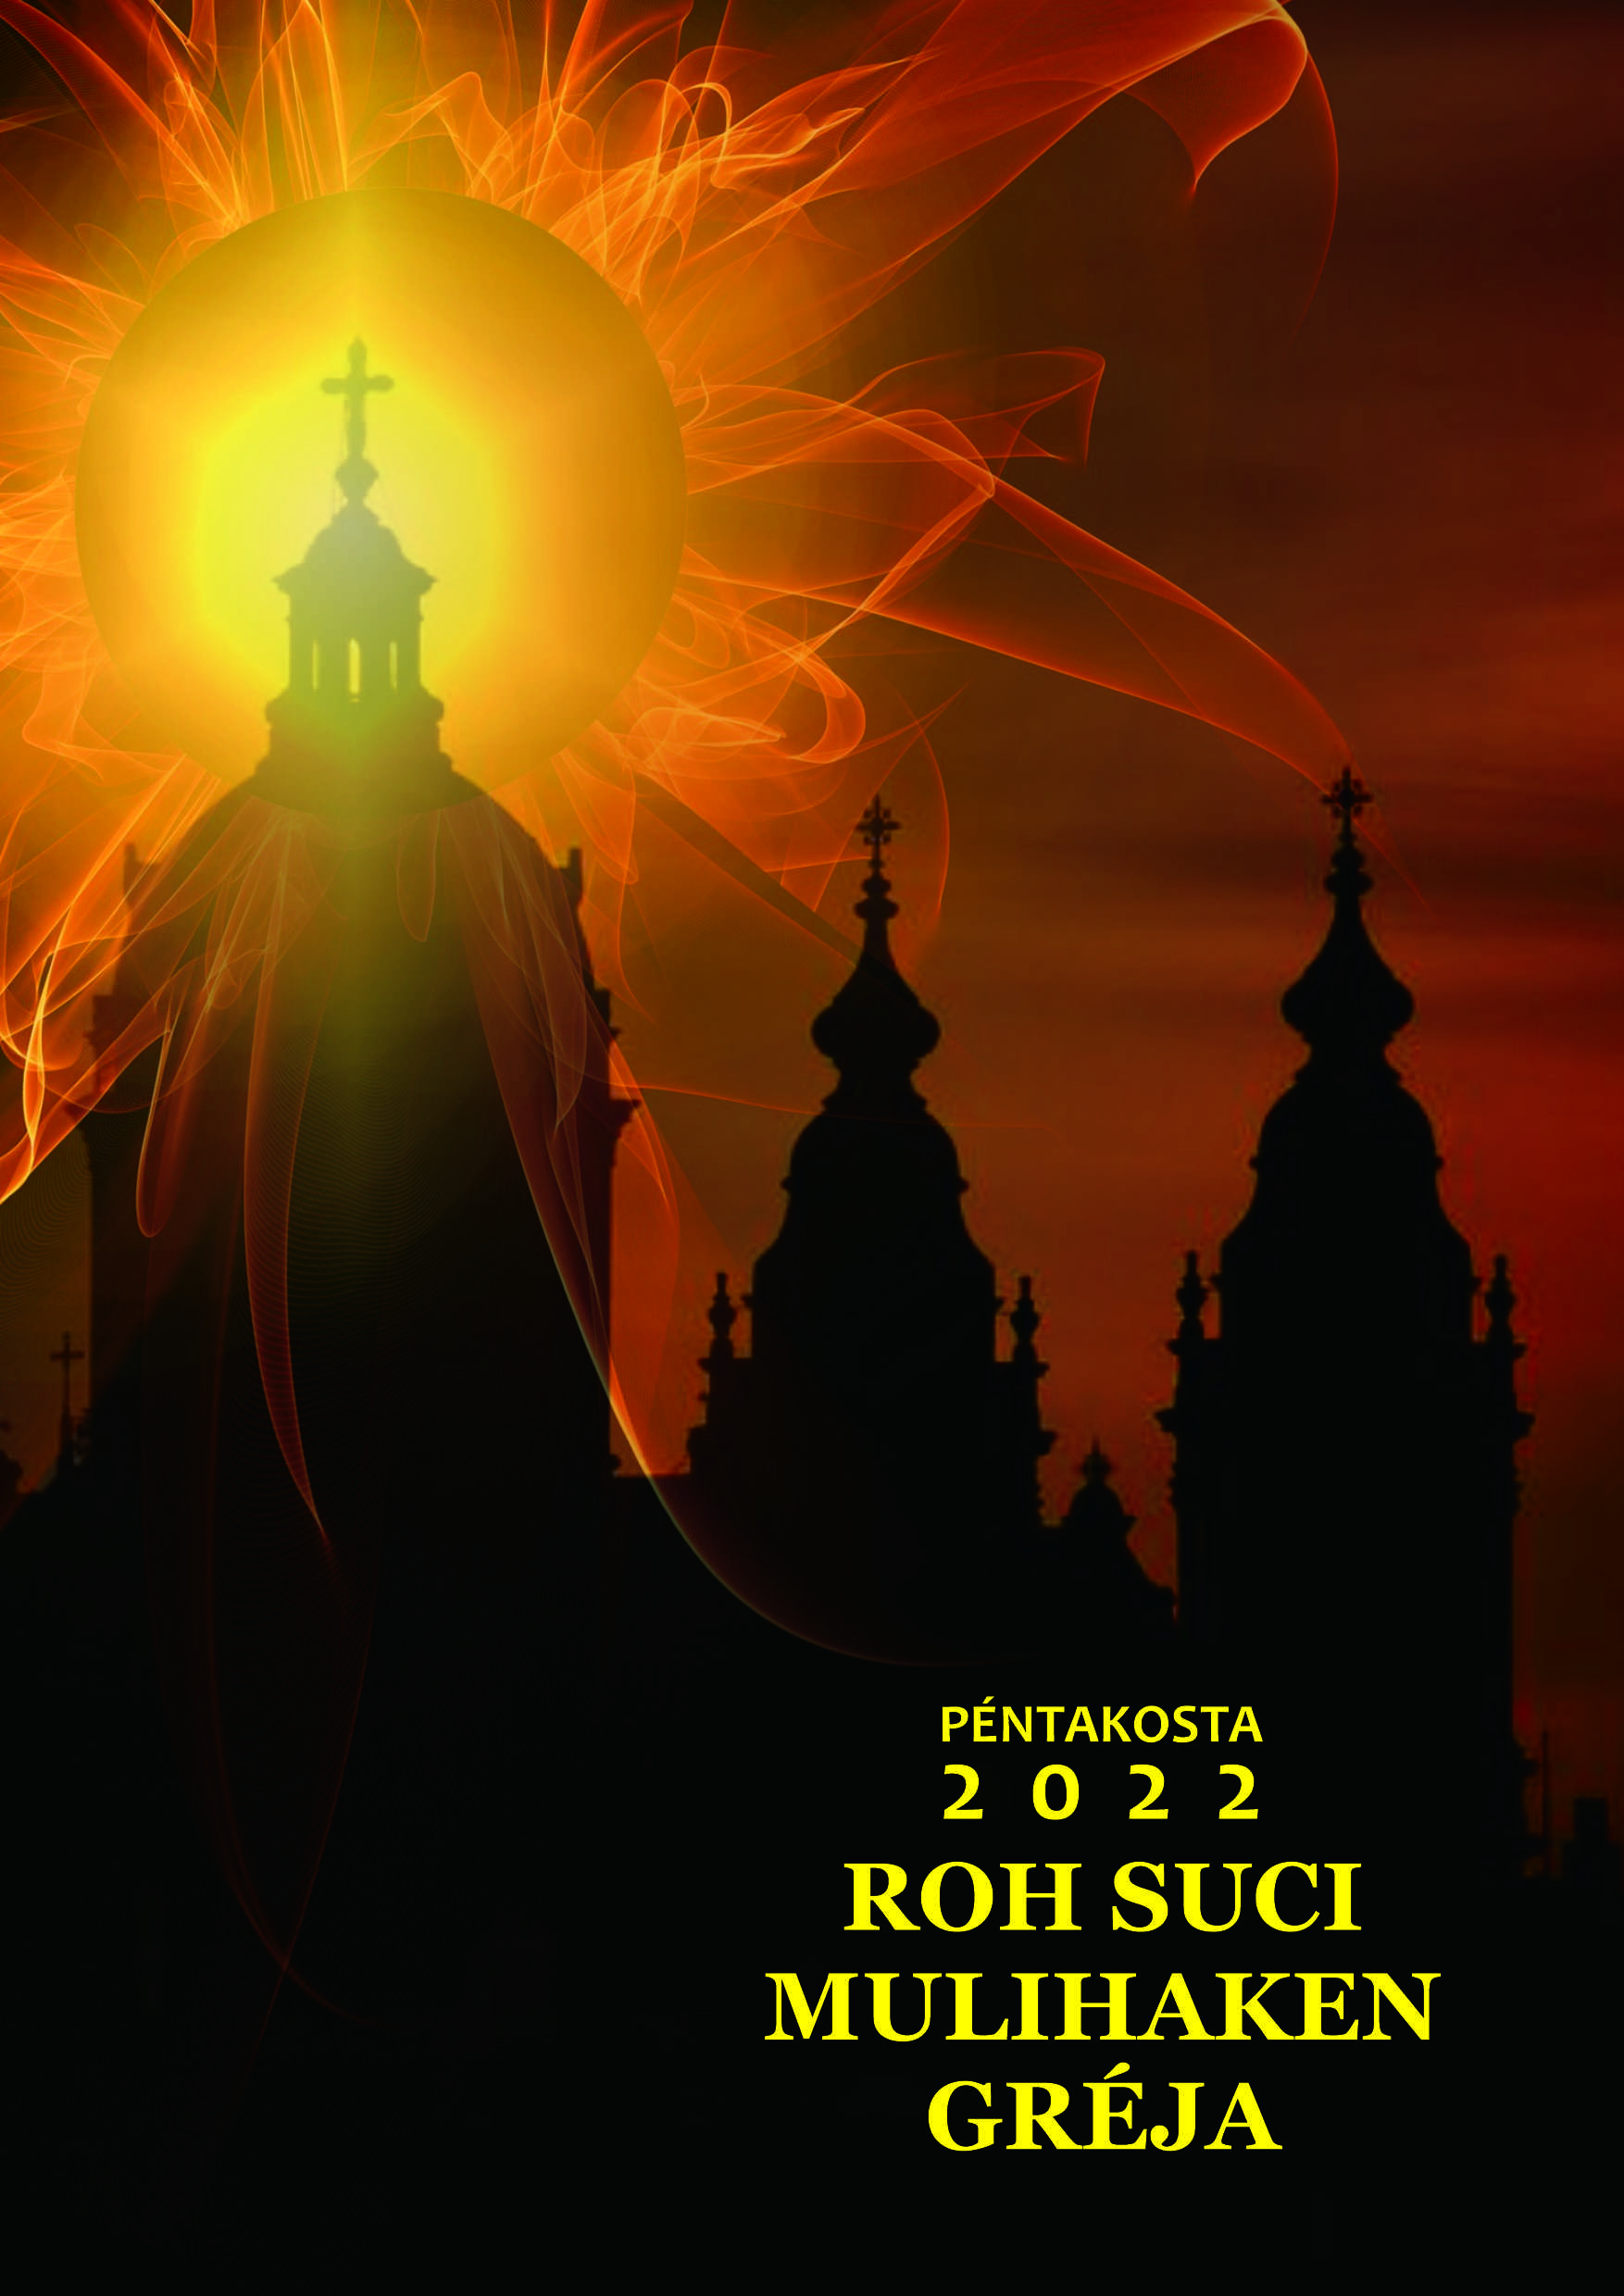 PÉNTAKOSTA
2 0 2 2
ROH SUCI
MULIHAKEN
GRÉJA